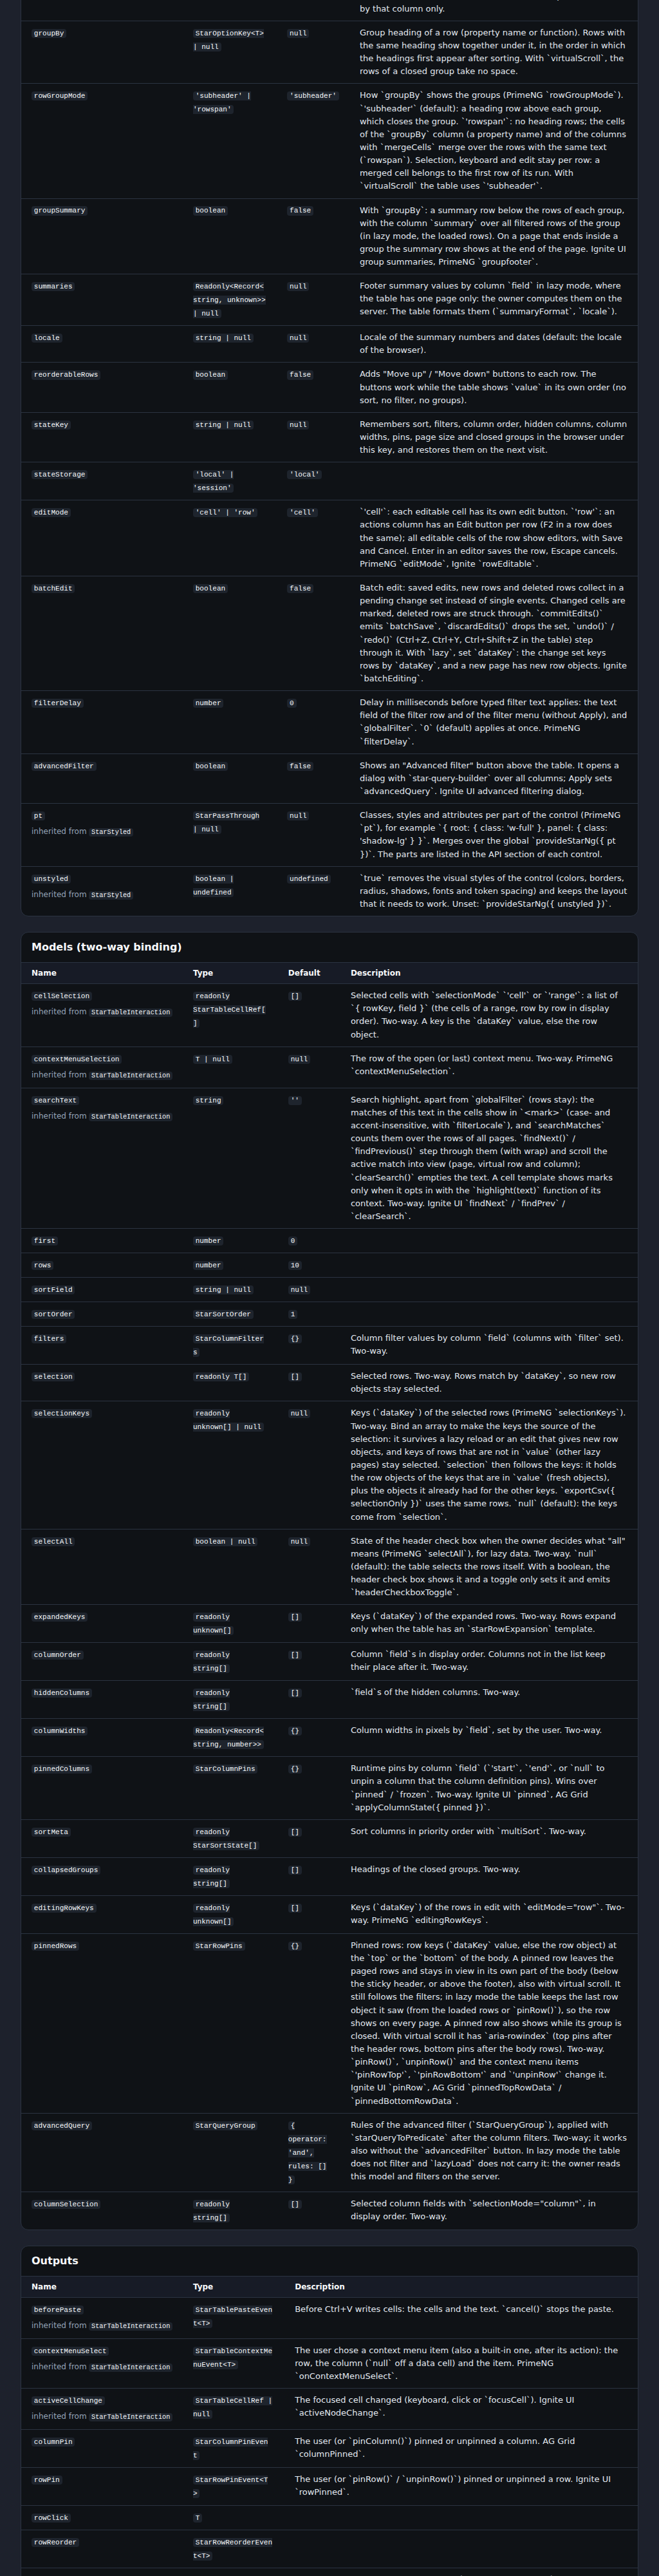 by that column only.
groupBy StarOptionKey<T> | null null Group heading of a row (property name or function). Rows with
the same heading show together under it, in the order in which
the headings first appear after sorting. With `virtualScroll`, the
rows of a closed group take no space.
rowGroupMode 'subheader' | 'rowspan' 'subheader' How `groupBy` shows the groups (PrimeNG `rowGroupMode`).
`'subheader'` (default): a heading row above each group,
which closes the group. `'rowspan'`: no heading rows; the cells
of the `groupBy` column (a property name) and of the columns
with `mergeCells` merge over the rows with the same text
(`rowspan`). Selection, keyboard and edit stay per row: a
merged cell belongs to the first row of its run. With
`virtualScroll` the table uses `'subheader'`.
groupSummary boolean false With `groupBy`: a summary row below the rows of each group,
with the column `summary` over all filtered rows of the group
(in lazy mode, the loaded rows). On a page that ends inside a
group the summary row shows at the end of the page. Ignite UI
group summaries, PrimeNG `groupfooter`.
summaries Readonly<Record<string, unknown>> | null null Footer summary values by column `field` in lazy mode, where
the table has one page only: the owner computes them on the
server. The table formats them (`summaryFormat`, `locale`).
locale string | null null Locale of the summary numbers and dates (default: the locale
of the browser).
reorderableRows boolean false Adds "Move up" / "Move down" buttons to each row. The
buttons work while the table shows `value` in its own order (no
sort, no filter, no groups).
stateKey string | null null Remembers sort, filters, column order, hidden columns, column
widths, pins, page size and closed groups in the browser under
this key, and restores them on the next visit.
stateStorage 'local' | 'session' 'local'
editMode 'cell' | 'row' 'cell' `'cell'`: each editable cell has its own edit button. `'row'`: an
actions column has an Edit button per row (F2 in a row does
the same); all editable cells of the row show editors, with Save
and Cancel. Enter in an editor saves the row, Escape cancels.
PrimeNG `editMode`, Ignite `rowEditable`.
batchEdit boolean false Batch edit: saved edits, new rows and deleted rows collect in a
pending change set instead of single events. Changed cells are
marked, deleted rows are struck through. `commitEdits()`
emits `batchSave`, `discardEdits()` drops the set, `undo()` /
`redo()` (Ctrl+Z, Ctrl+Y, Ctrl+Shift+Z in the table) step
through it. With `lazy`, set `dataKey`: the change set keys
rows by `dataKey`, and a new page has new row objects. Ignite
`batchEditing`.
filterDelay number 0 Delay in milliseconds before typed filter text applies: the text
field of the filter row and of the filter menu (without Apply), and
`globalFilter`. `0` (default) applies at once. PrimeNG
`filterDelay`.
advancedFilter boolean false Shows an "Advanced filter" button above the table. It opens a
dialog with `star-query-builder` over all columns; Apply sets
`advancedQuery`. Ignite UI advanced filtering dialog.
pt StarPassThrough | null null Classes, styles and attributes per part of the control (PrimeNG
inherited from StarStyled `pt`), for example `{ root: { class: 'w-full' }, panel: { class:
'shadow-lg' } }`. Merges over the global `provideStarNg({ pt
})`. The parts are listed in the API section of each control.
unstyled boolean | undefined undefined `true` removes the visual styles of the control (colors, borders,
inherited from StarStyled radius, shadows, fonts and token spacing) and keeps the layout
that it needs to work. Unset: `provideStarNg({ unstyled })`.
Models (two-way binding)
Name Type Default Description
cellSelection readonly StarTableCellRef[] [] Selected cells with `selectionMode` `'cell'` or `'range'`: a list of
inherited from StarTableInteraction `{ rowKey, field }` (the cells of a range, row by row in display
order). Two-way. A key is the `dataKey` value, else the row
object.
contextMenuSelection T | null null The row of the open (or last) context menu. Two-way. PrimeNG
inherited from StarTableInteraction `contextMenuSelection`.
searchText string '' Search highlight, apart from `globalFilter` (rows stay): the
inherited from StarTableInteraction matches of this text in the cells show in `<mark>` (case- and
accent-insensitive, with `filterLocale`), and `searchMatches`
counts them over the rows of all pages. `findNext()` /
`findPrevious()` step through them (with wrap) and scroll the
active match into view (page, virtual row and column);
`clearSearch()` empties the text. A cell template shows marks
only when it opts in with the `highlight(text)` function of its
context. Two-way. Ignite UI `findNext` / `findPrev` /
`clearSearch`.
first number 0
rows number 10
sortField string | null null
sortOrder StarSortOrder 1
filters StarColumnFilters {} Column filter values by column `field` (columns with `filter` set).
Two-way.
selection readonly T[] [] Selected rows. Two-way. Rows match by `dataKey`, so new row
objects stay selected.
selectionKeys readonly unknown[] | null null Keys (`dataKey`) of the selected rows (PrimeNG `selectionKeys`).
Two-way. Bind an array to make the keys the source of the
selection: it survives a lazy reload or an edit that gives new row
objects, and keys of rows that are not in `value` (other lazy
pages) stay selected. `selection` then follows the keys: it holds
the row objects of the keys that are in `value` (fresh objects),
plus the objects it already had for the other keys. `exportCsv({
selectionOnly })` uses the same rows. `null` (default): the keys
come from `selection`.
selectAll boolean | null null State of the header check box when the owner decides what "all"
means (PrimeNG `selectAll`), for lazy data. Two-way. `null`
(default): the table selects the rows itself. With a boolean, the
header check box shows it and a toggle only sets it and emits
`headerCheckboxToggle`.
expandedKeys readonly unknown[] [] Keys (`dataKey`) of the expanded rows. Two-way. Rows expand
only when the table has an `starRowExpansion` template.
columnOrder readonly string[] [] Column `field`s in display order. Columns not in the list keep
their place after it. Two-way.
hiddenColumns readonly string[] [] `field`s of the hidden columns. Two-way.
columnWidths Readonly<Record<string, number>> {} Column widths in pixels by `field`, set by the user. Two-way.
pinnedColumns StarColumnPins {} Runtime pins by column `field` (`'start'`, `'end'`, or `null` to
unpin a column that the column definition pins). Wins over
`pinned` / `frozen`. Two-way. Ignite UI `pinned`, AG Grid
`applyColumnState({ pinned })`.
sortMeta readonly StarSortState[] [] Sort columns in priority order with `multiSort`. Two-way.
collapsedGroups readonly string[] [] Headings of the closed groups. Two-way.
editingRowKeys readonly unknown[] [] Keys (`dataKey`) of the rows in edit with `editMode="row"`. Two-
way. PrimeNG `editingRowKeys`.
pinnedRows StarRowPins {} Pinned rows: row keys (`dataKey` value, else the row object) at
the `top` or the `bottom` of the body. A pinned row leaves the
paged rows and stays in view in its own part of the body (below
the sticky header, or above the footer), also with virtual scroll. It
still follows the filters; in lazy mode the table keeps the last row
object it saw (from the loaded rows or `pinRow()`), so the row
shows on every page. A pinned row also shows while its group is
closed. With virtual scroll it has `aria-rowindex` (top pins after
the header rows, bottom pins after the body rows). Two-way.
`pinRow()`, `unpinRow()` and the context menu items
`'pinRowTop'`, `'pinRowBottom'` and `'unpinRow'` change it.
Ignite UI `pinRow`, AG Grid `pinnedTopRowData` /
`pinnedBottomRowData`.
advancedQuery StarQueryGroup { operator: 'and', rules: [] } Rules of the advanced filter (`StarQueryGroup`), applied with
`starQueryToPredicate` after the column filters. Two-way; it works
also without the `advancedFilter` button. In lazy mode the table
does not filter and `lazyLoad` does not carry it: the owner reads
this model and filters on the server.
columnSelection readonly string[] [] Selected column fields with `selectionMode="column"`, in
display order. Two-way.
Outputs
Name Type Description
beforePaste StarTablePasteEvent<T> Before Ctrl+V writes cells: the cells and the text. `cancel()` stops the paste.
inherited from StarTableInteraction
contextMenuSelect StarTableContextMenuEvent<T> The user chose a context menu item (also a built-in one, after its action): the
inherited from StarTableInteraction row, the column (`null` off a data cell) and the item. PrimeNG
`onContextMenuSelect`.
activeCellChange StarTableCellRef | null The focused cell changed (keyboard, click or `focusCell`). Ignite UI
inherited from StarTableInteraction `activeNodeChange`.
columnPin StarColumnPinEvent The user (or `pinColumn()`) pinned or unpinned a column. AG Grid
`columnPinned`.
rowPin StarRowPinEvent<T> The user (or `pinRow()` / `unpinRow()`) pinned or unpinned a row. Ignite UI
`rowPinned`.
rowClick T
rowReorder StarRowReorderEvent<T>